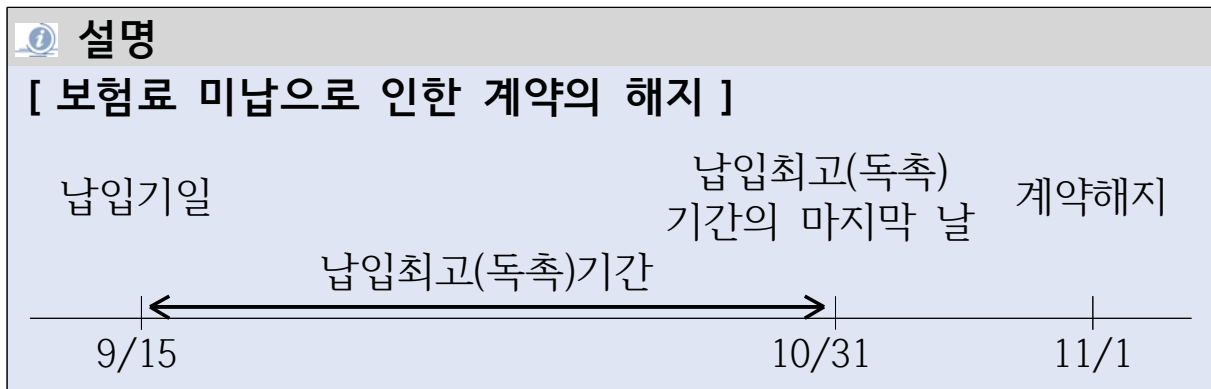 설명
[ 보험료 미납으로 인한 계약의 해지 ]
납입기일
납입최고(독촉)
기간의 마지막 날
계약해지
납입최고(독촉)기간
9/15
10/31
11/1